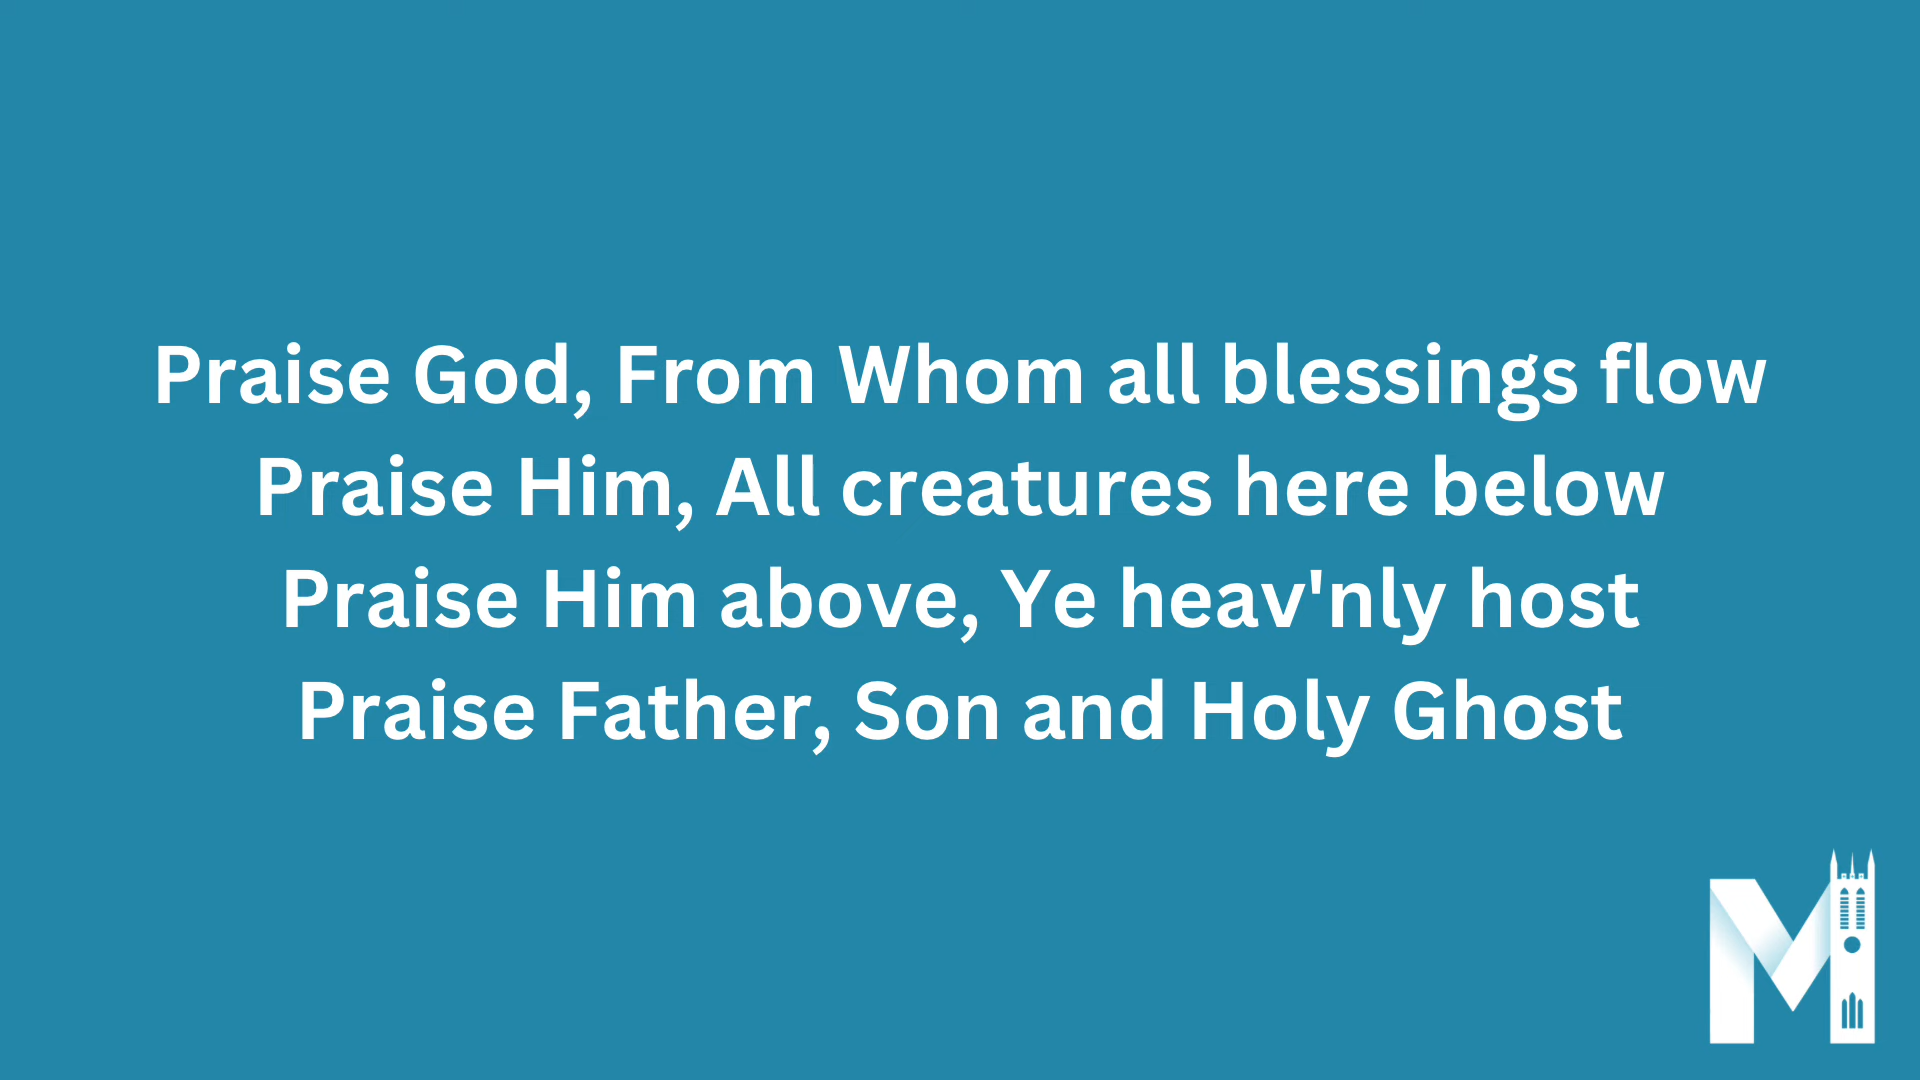 Praise God, From Whom all blessings flow
Praise Him, All creatures here below
Praise Him above, Ye heav'nly host
Praise Father, Son and Holy Ghost
M